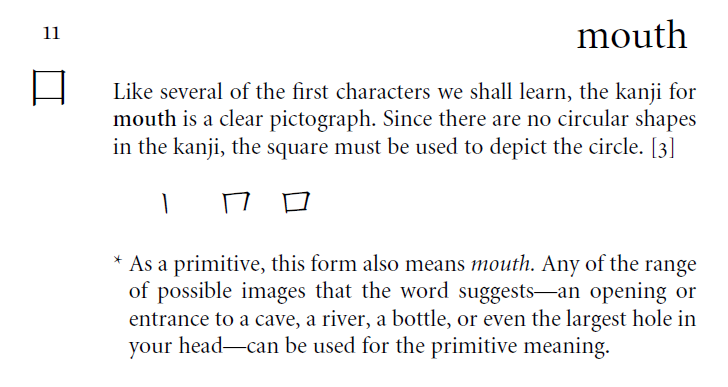 11
mouth
口
Like several of the first characters we shall learn, the kanji for
mouth is a clear pictograph. Since there are no circular shapes
in the kanji, the square must be used to depict the circle. [3]
* As a primitive, this form also means mouth. Any of the range
of possible images that the word suggests—an opening or
entrance to a cave, a river, a bottle, or even the largest hole in
your head—can be used for the primitive meaning.